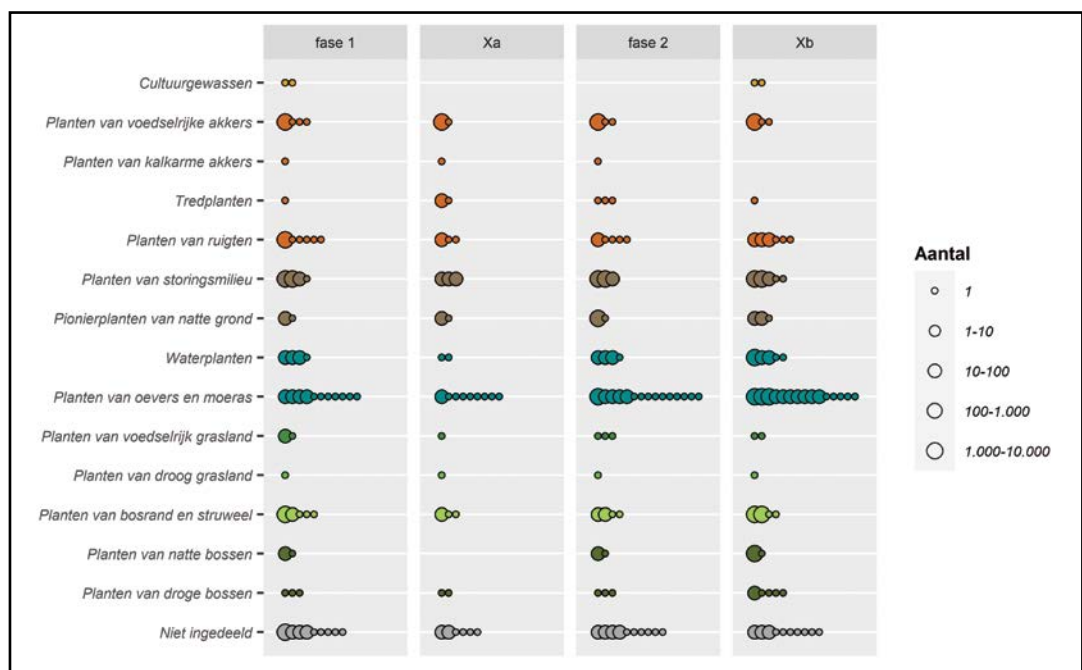 fase 1
Xa
fase 2
Xb
Cultuurgewassen
Planten van voedselrijke akkers
Planten van kalkarme akkers
Tredplanten
Planten van ruigten
Planten van storingsmilieu
Pionierplanten van natte grond
Waterplanten
Planten van oevers en moeras
Planten van voedselrijk grasland
Planten van droog grasland
Planten van bosrand en struweel
Planten van natte bossen
Planten van droge bossen
Niet ingedeeld
Aantal
1
1-10
10-100
100-1.000
1.000-10.000